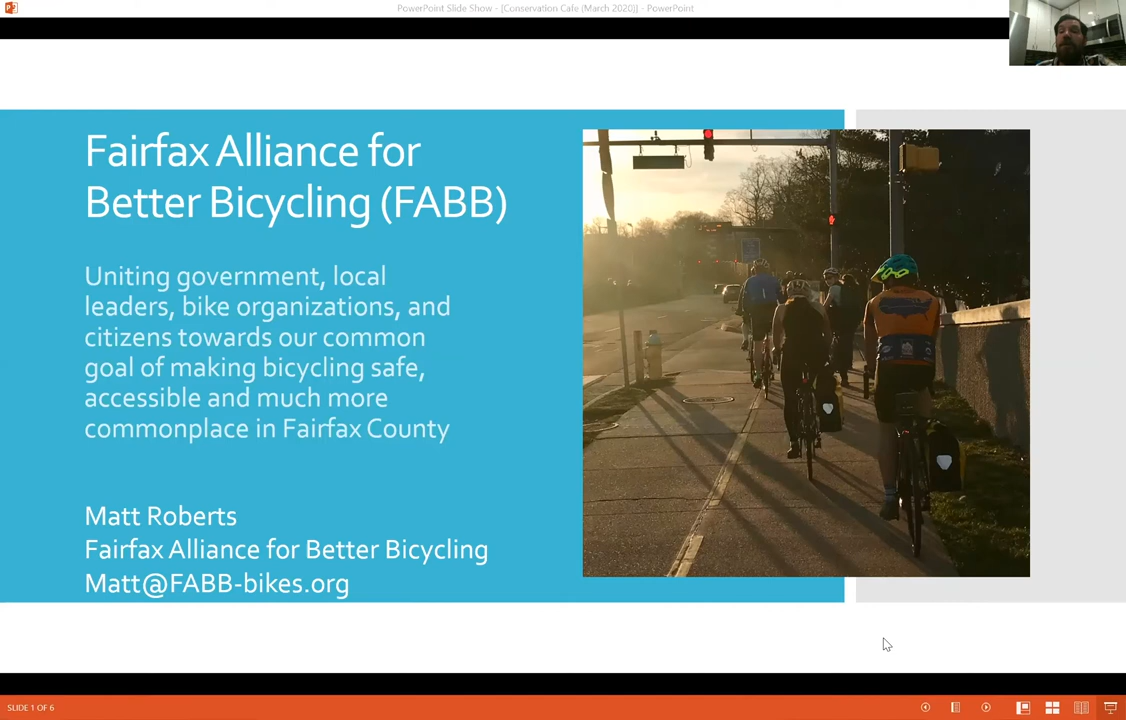 PowerPoint Slide Show - [Conservation Cafe (March 2020)] - PowerPoint
Fairfax Alliance for
Better Bicycling (FABB)
Uniting government, local
leaders, bike organizations, and
citizens towards our common
goal of making bicycling safe,
accessible and much more
commonplace in Fairfax County
Matt Roberts
Fairfax Alliance for Better Bicycling
Matt@FABB-bikes.org
SLIDE 1 OF 6